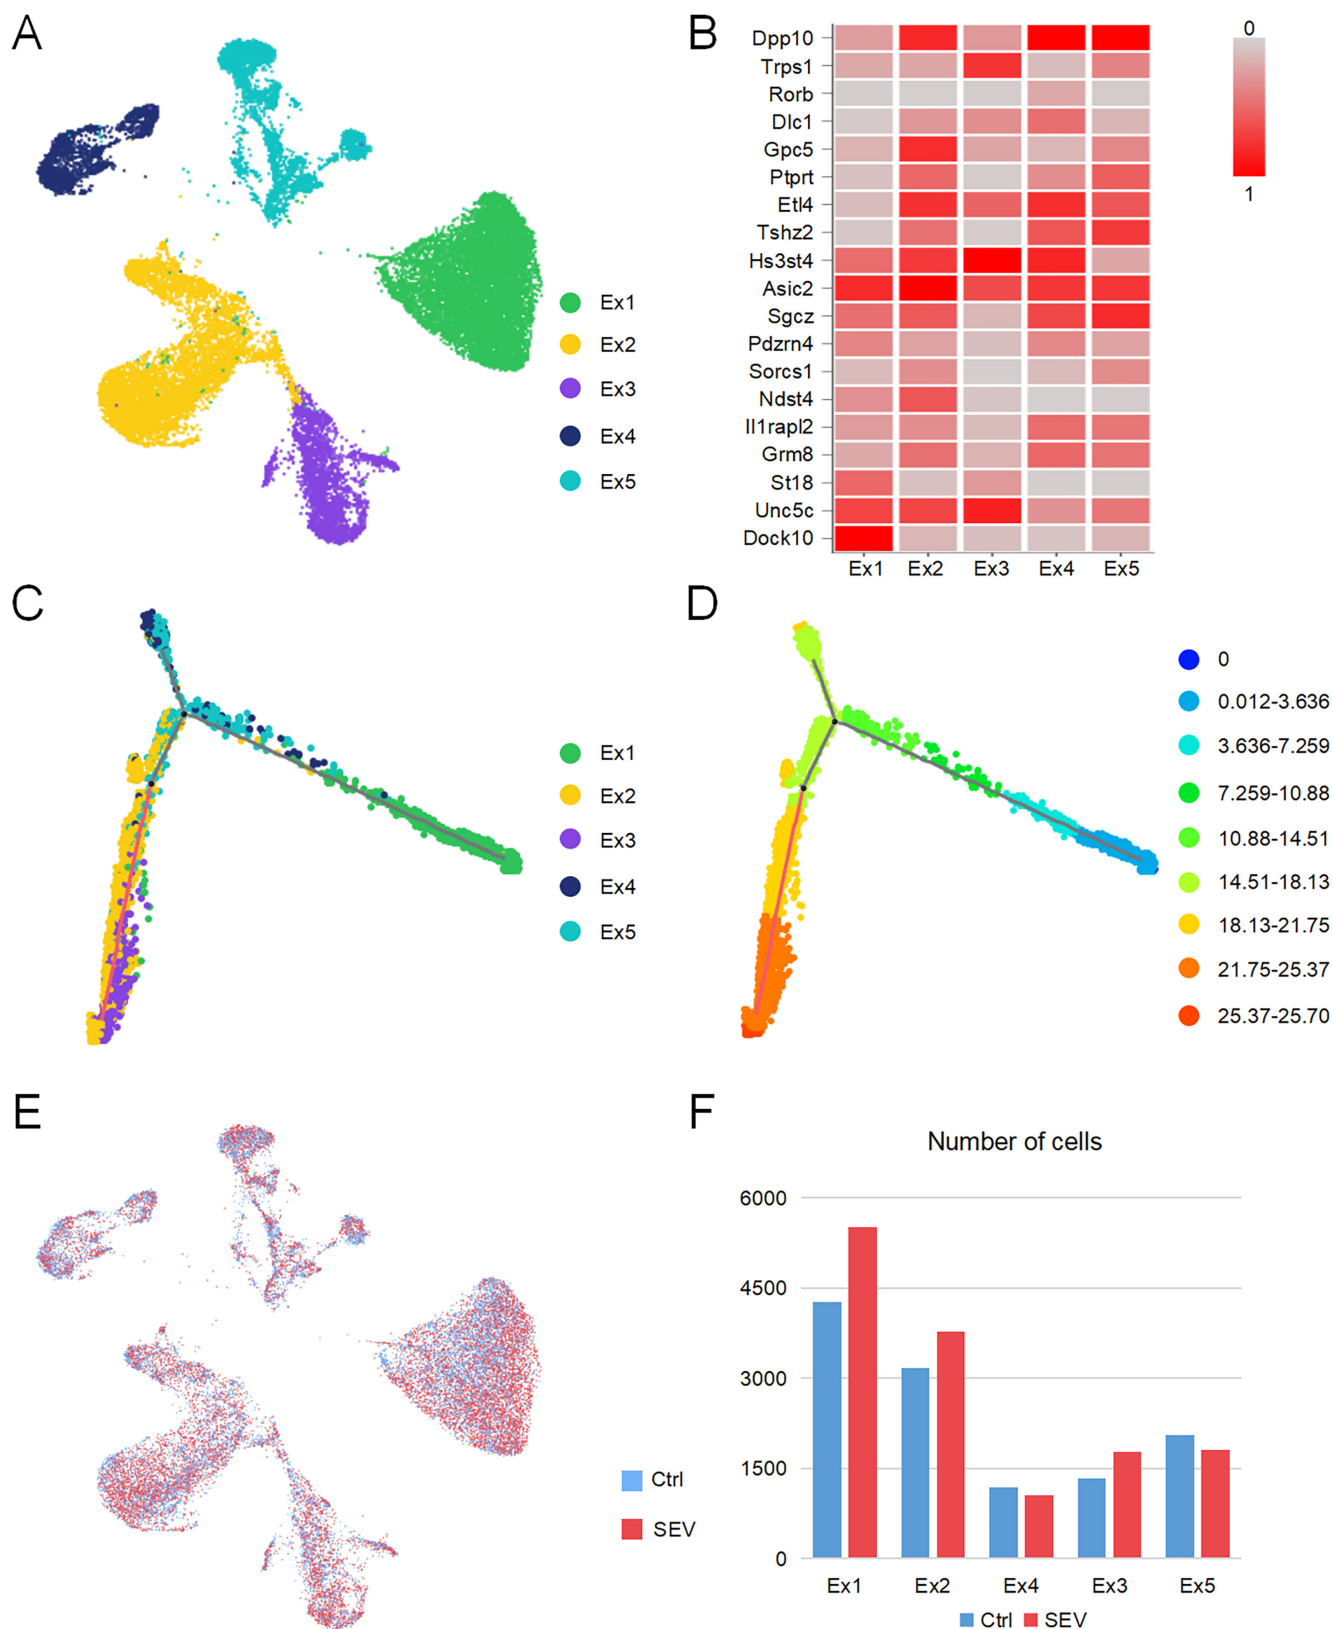 A
Ex1
Ex2
Ex3
Ex4
Ex5
B
Dpp10
Trps1
Rorb
Dlc1
Gpc5
Ptprt
Etl4
Tshz2
Hs3st4
Asic2
Sgcz
Pdzrn4
Sorcs1
Ndst4
Il1rapl2
Grm8
St18
Unc5c
Dock10
Ex1 Ex2 Ex3 Ex4 Ex5
0
1
C
Ex1
Ex2
Ex3
Ex4
Ex5
D
0
0.012-3.636
3.636-7.259
7.259-10.88
10.88-14.51
14.51-18.13
18.13-21.75
21.75-25.37
25.37-25.70
E
Ctrl
SEV
F
Number of cells
6000
4500
3000
1500
0
Ex1 Ex2 Ex4 Ex3 Ex5
Ctrl SEV